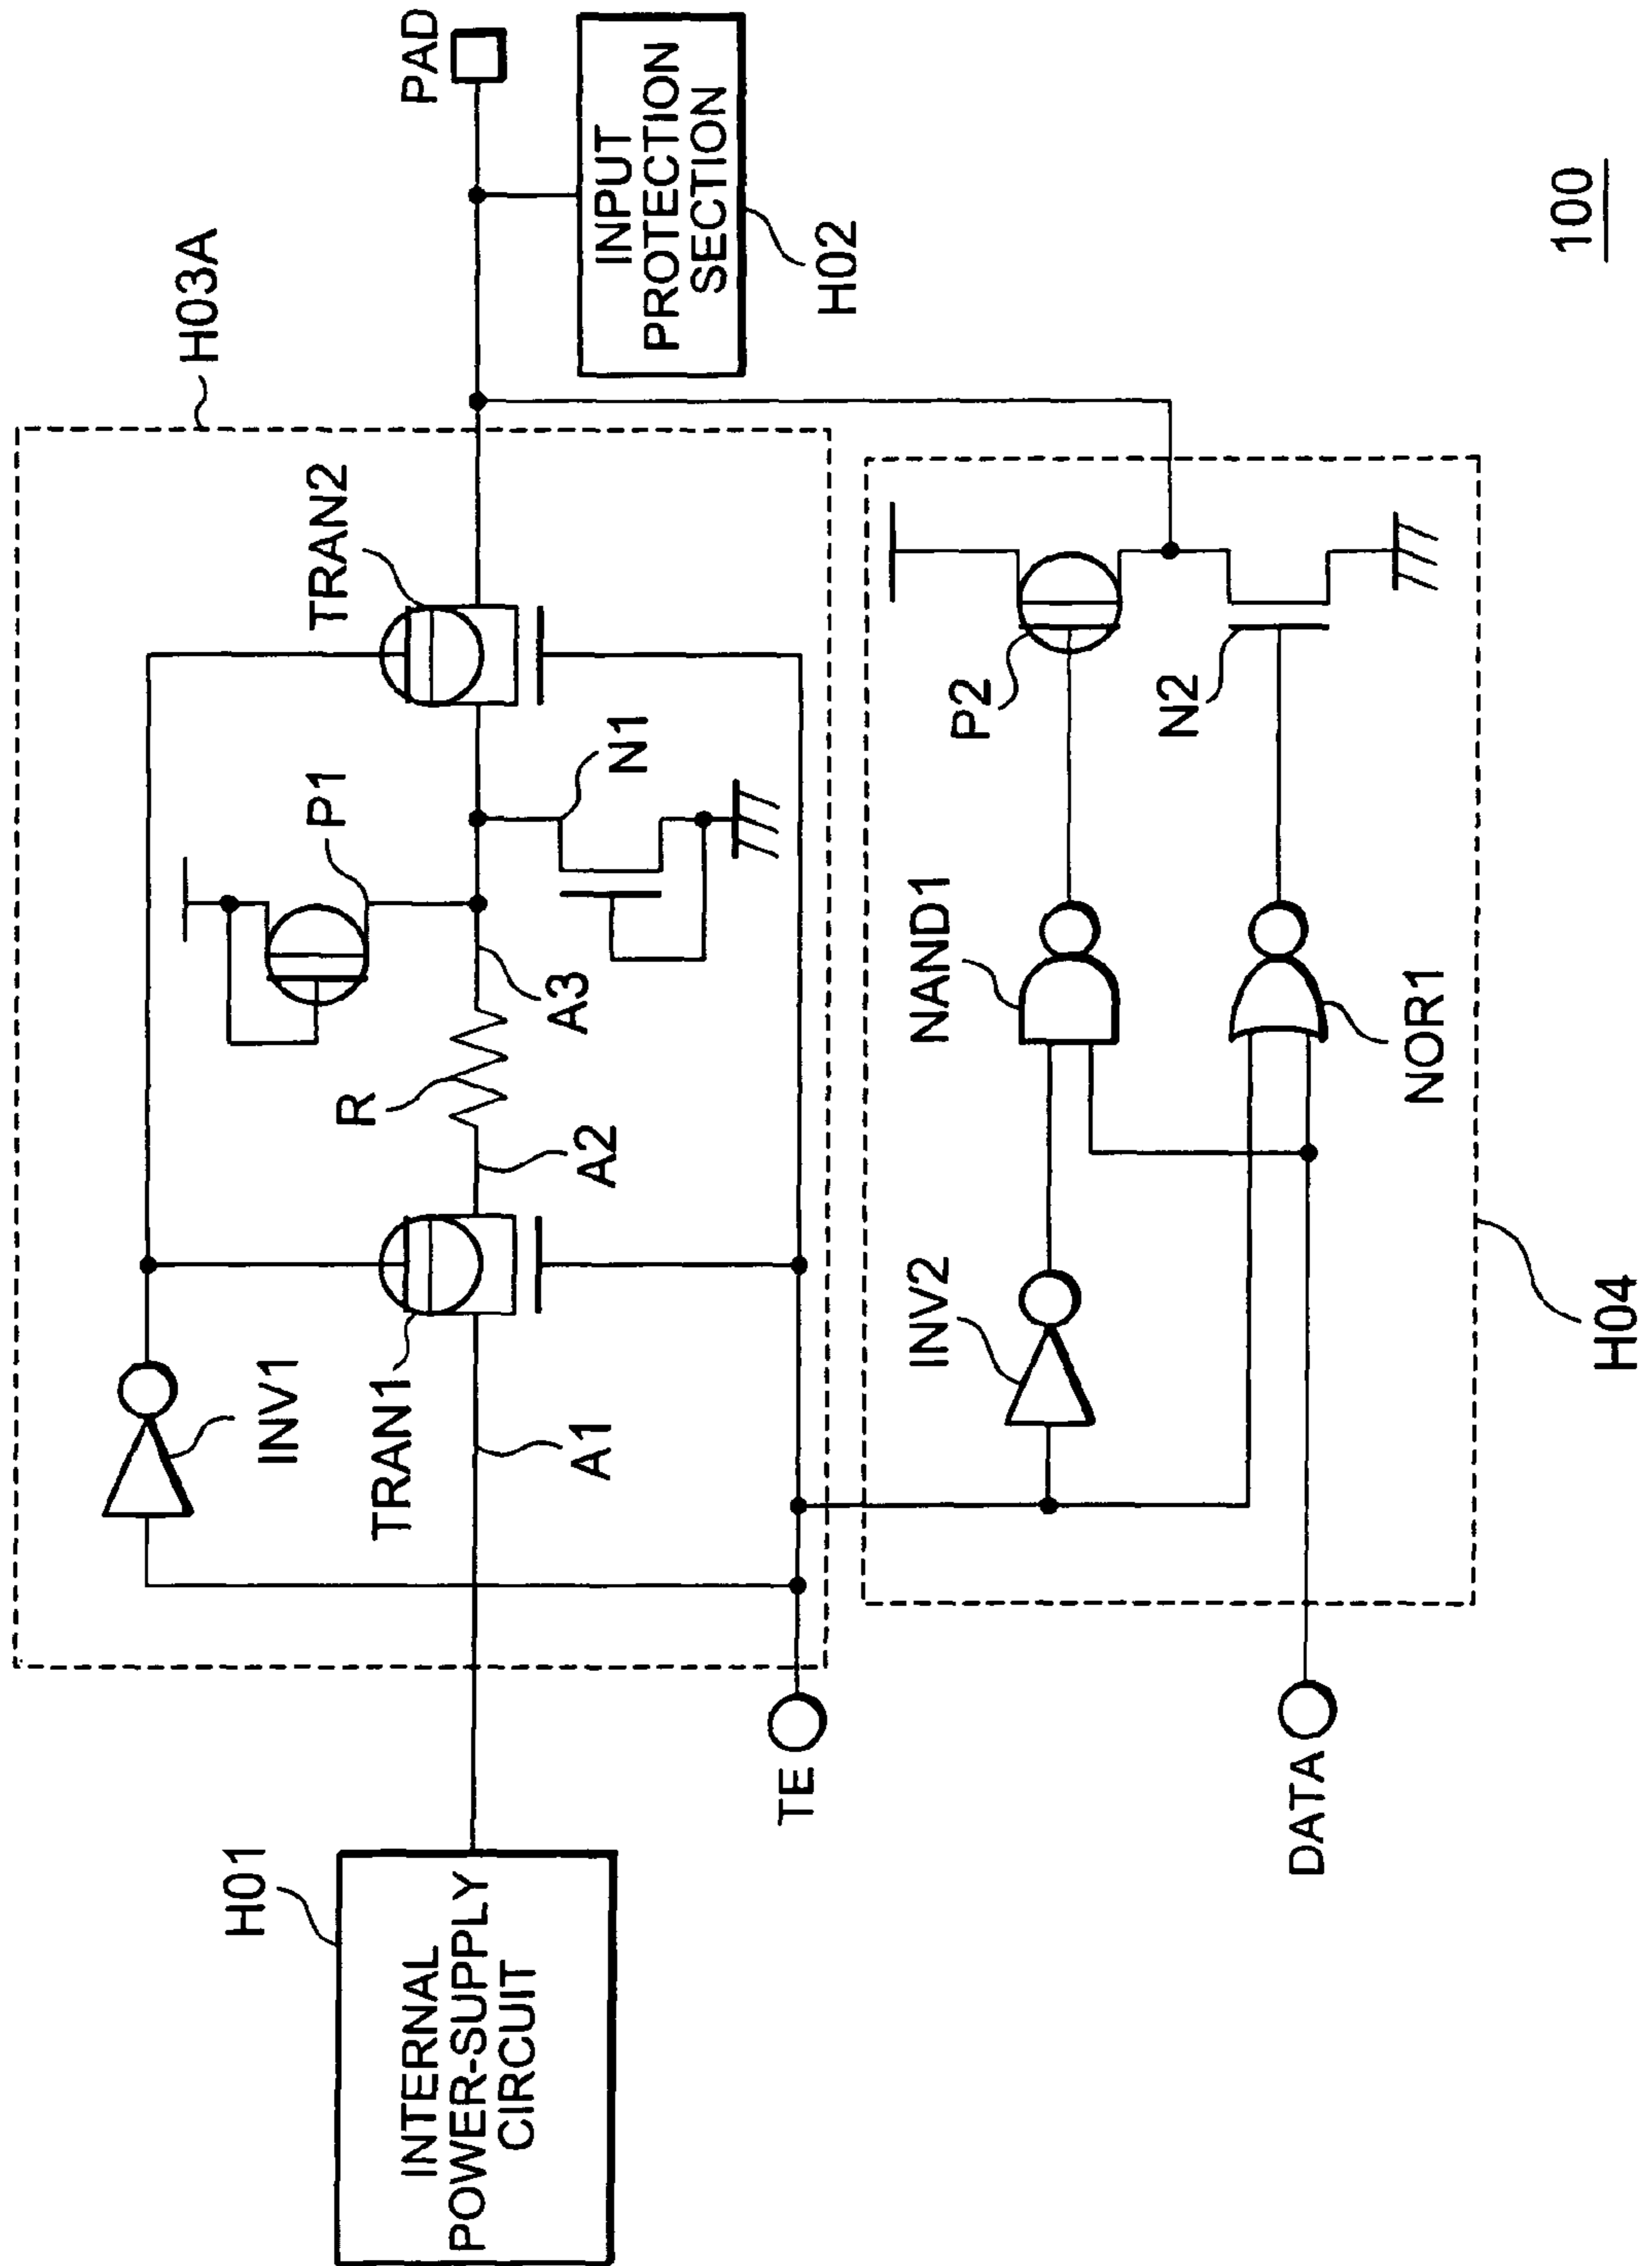 H03A
PAD
INPUT
PROTECTION
SECTION
H02
INV1
TRAN1
A1
A2
R
A3
P1
N1
TRAN2
H01
INTERNAL
POWER-SUPPLY
CIRCUIT
TE
DATA
INV2
NAND1
NOR1
P2
N2
H04
100